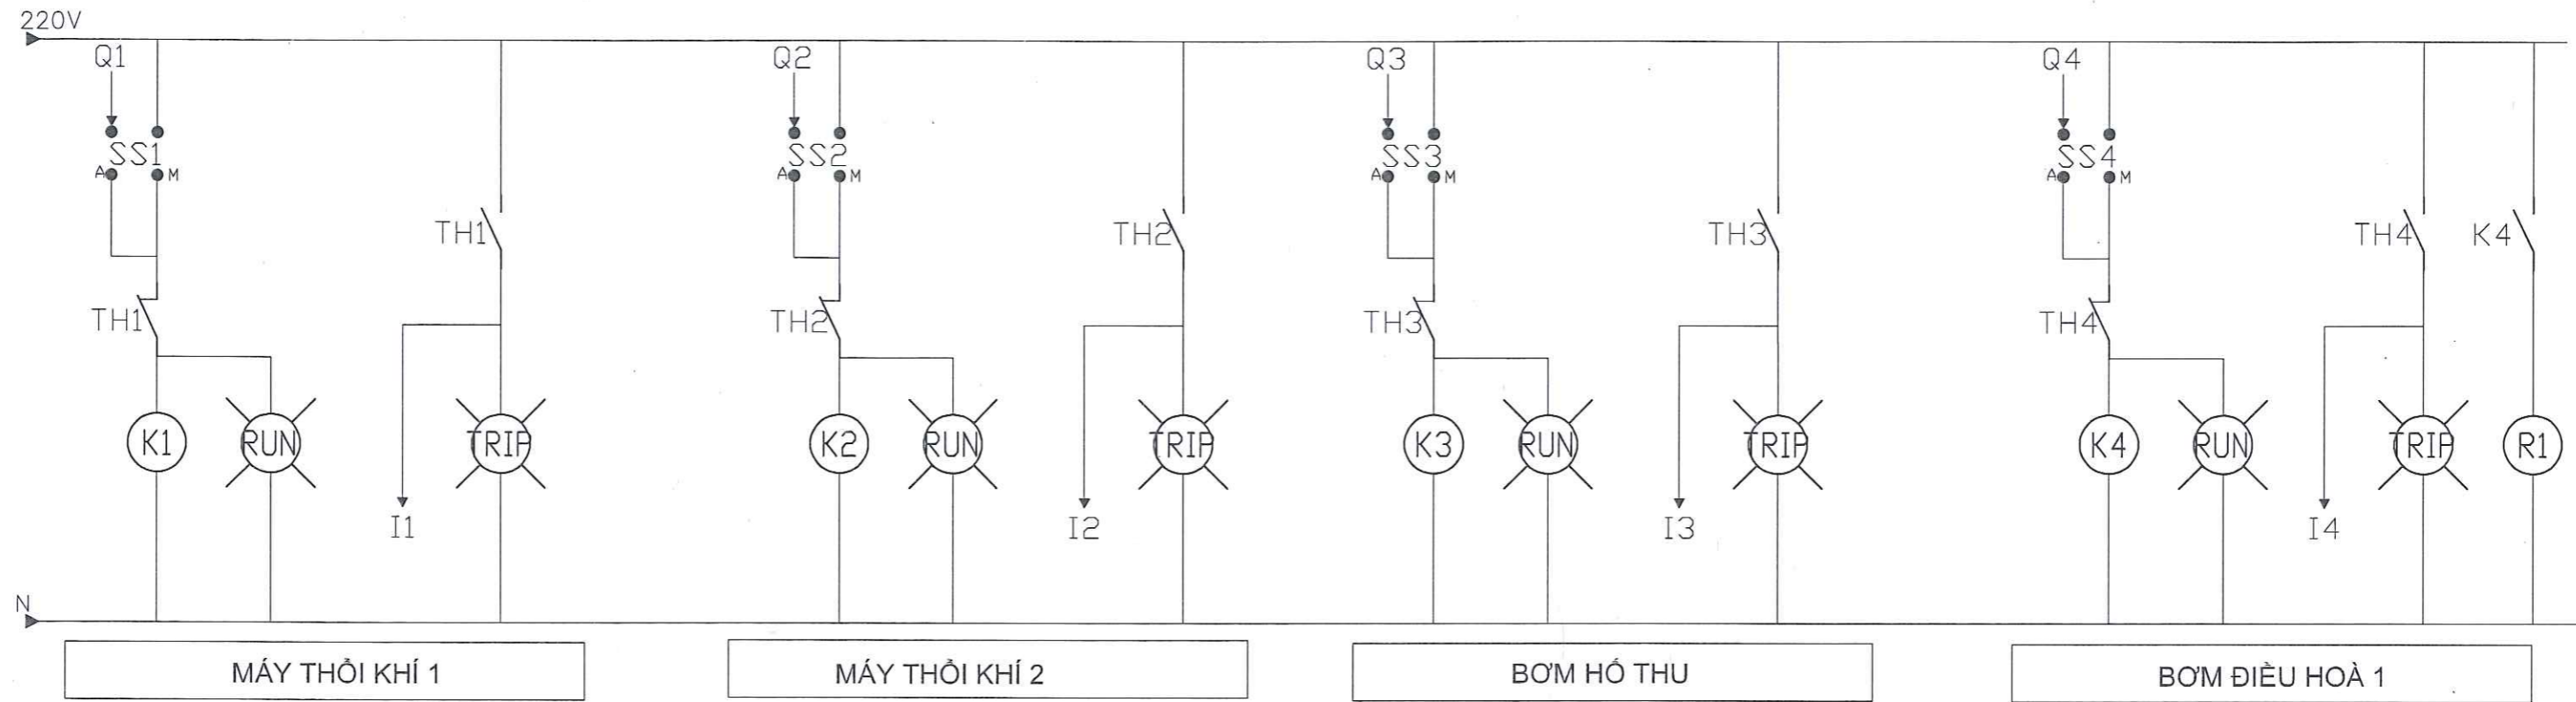 220V
Q1
Q2
Q3
Q4
SS1
SS2
SS3
SS4
A M
A M
A M
A M
TH1
TH2
TH3
TH4
K4
TH1
TH2
TH3
TH4
K1 RUN TRIP
K2 RUN TRIP
K3 RUN TRIP
K4 RUN TRIP R1
I1
I2
I3
I4
N
MÁY THỔI KHÍ 1
MÁY THỔI KHÍ 2
BƠM HỐ THU
BƠM ĐIỀU HOÀ 1